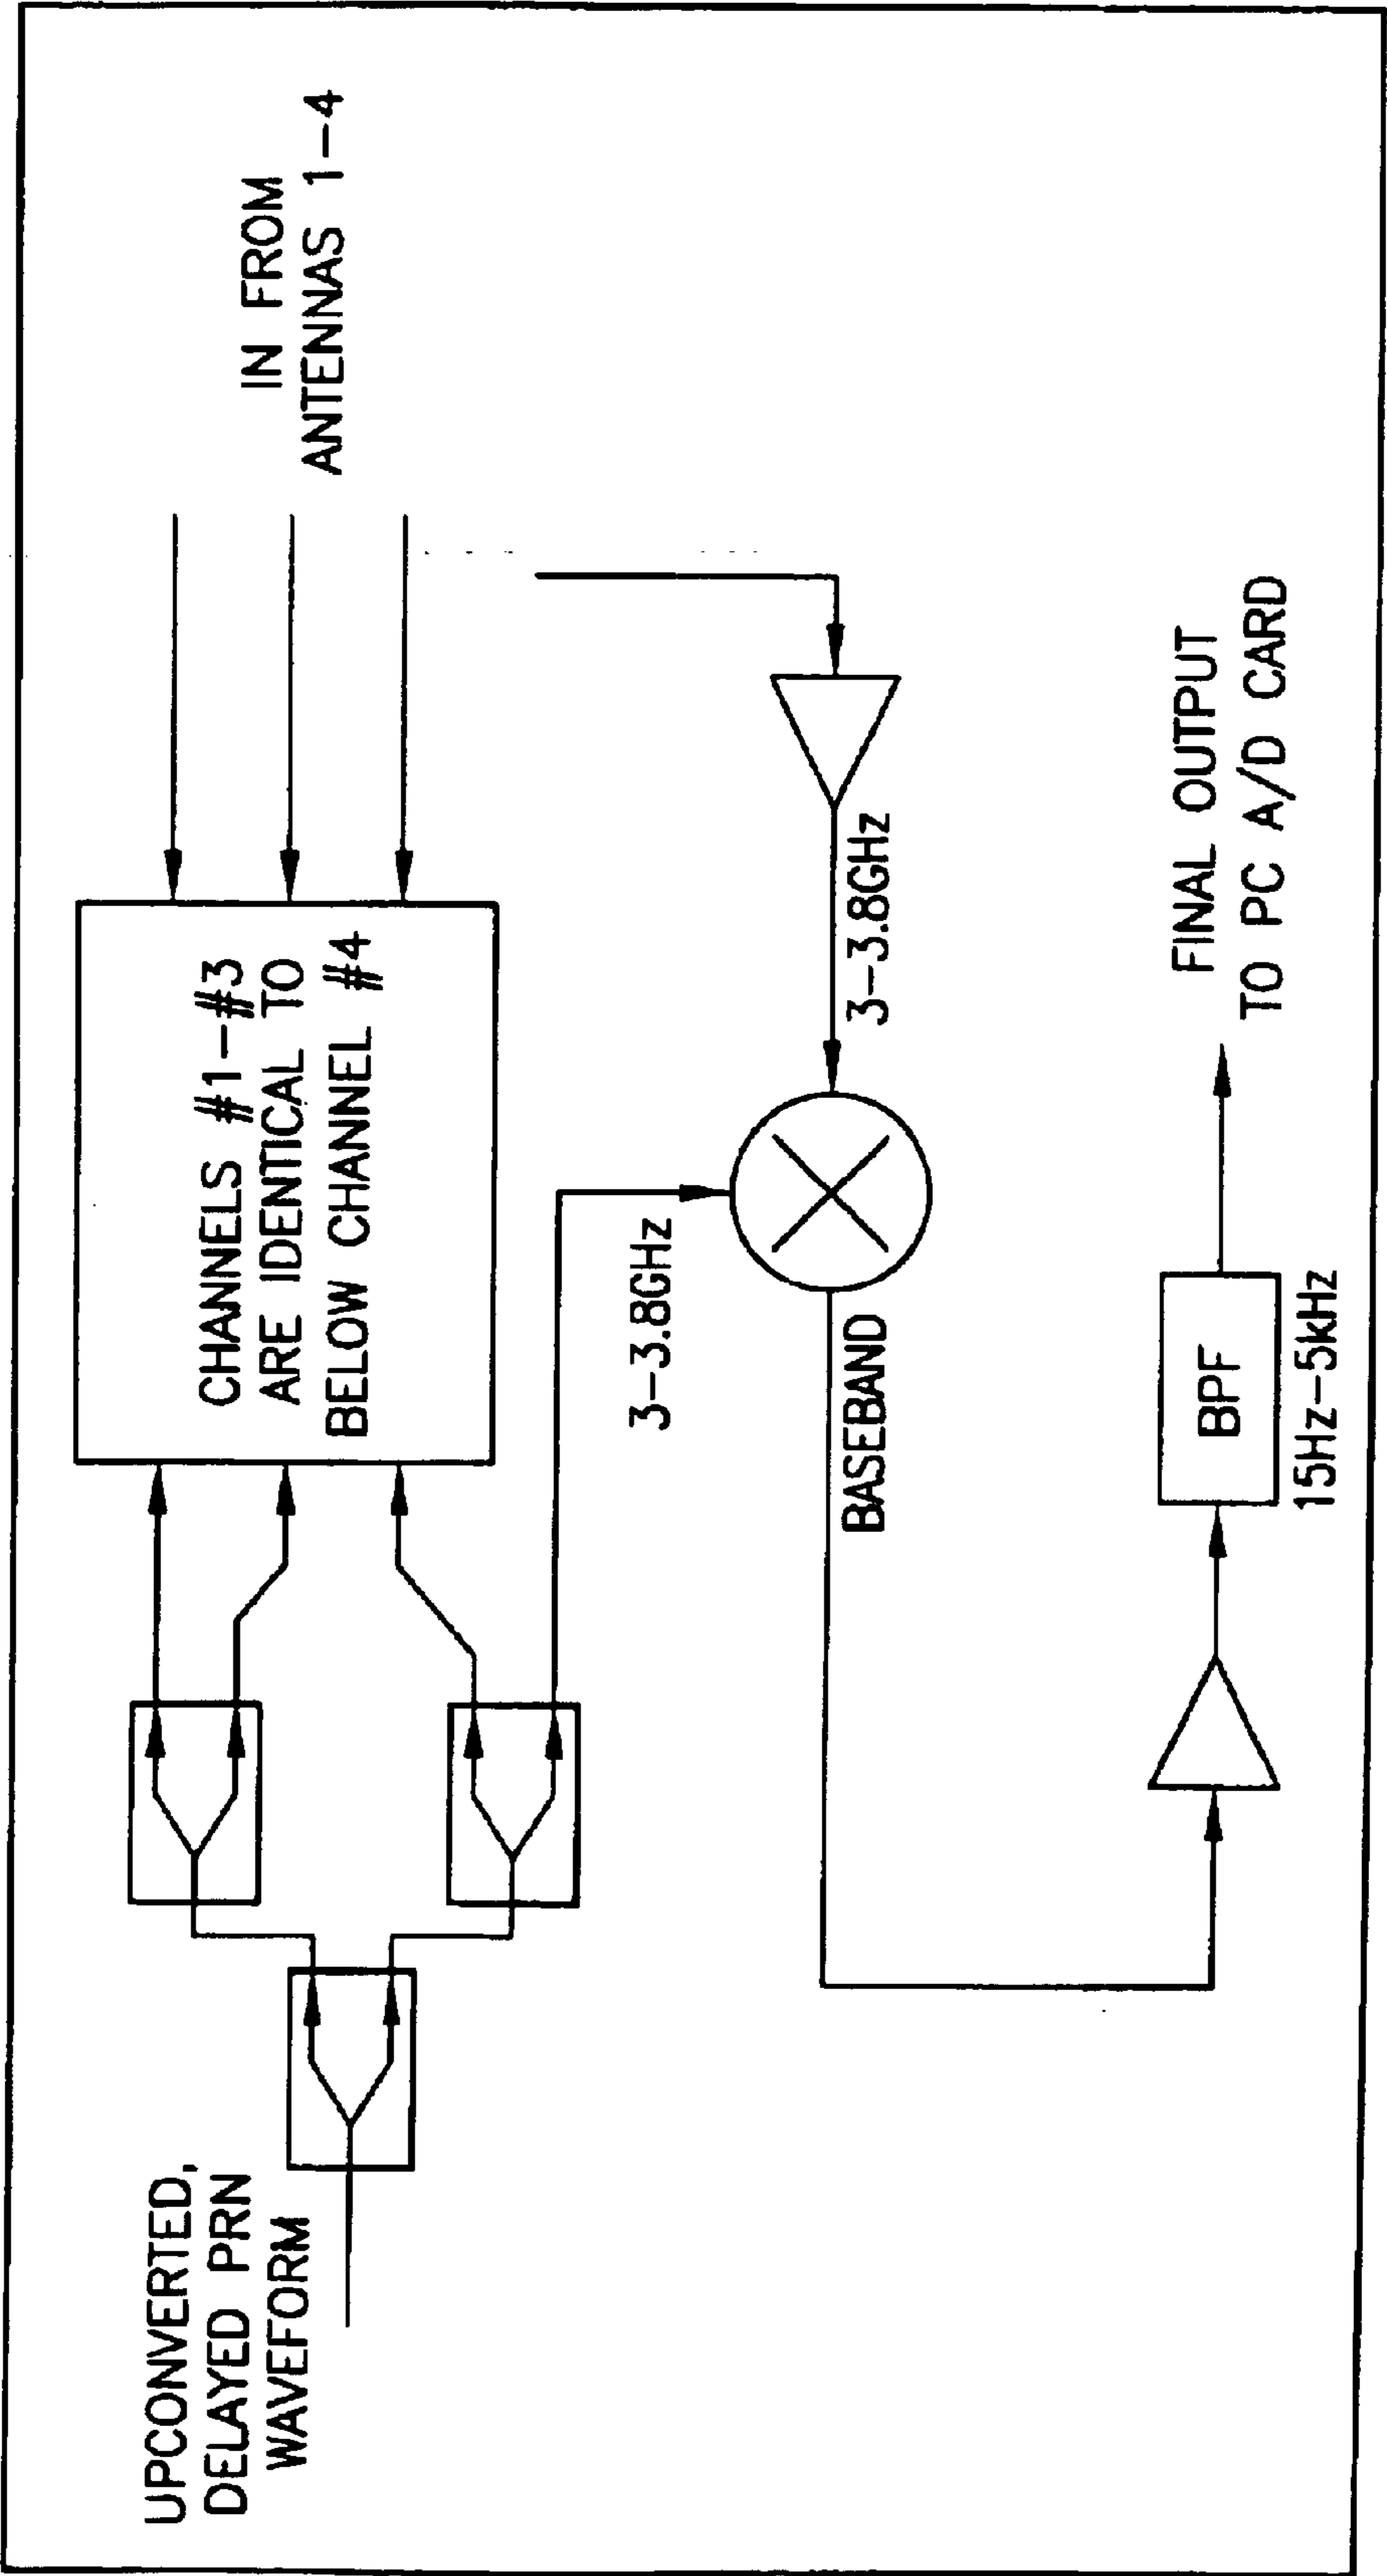 UPCONVERTED,
DELAYED PRN
WAVEFORM
CHANNELS #1-#3
ARE IDENTICAL TO
BELOW CHANNEL #4
IN FROM
ANTENNAS 1-4
3-3.8GHz
3-3.8GHz
BASEBAND
BPF
15Hz-5kHz
FINAL OUTPUT
TO PC A/D CARD